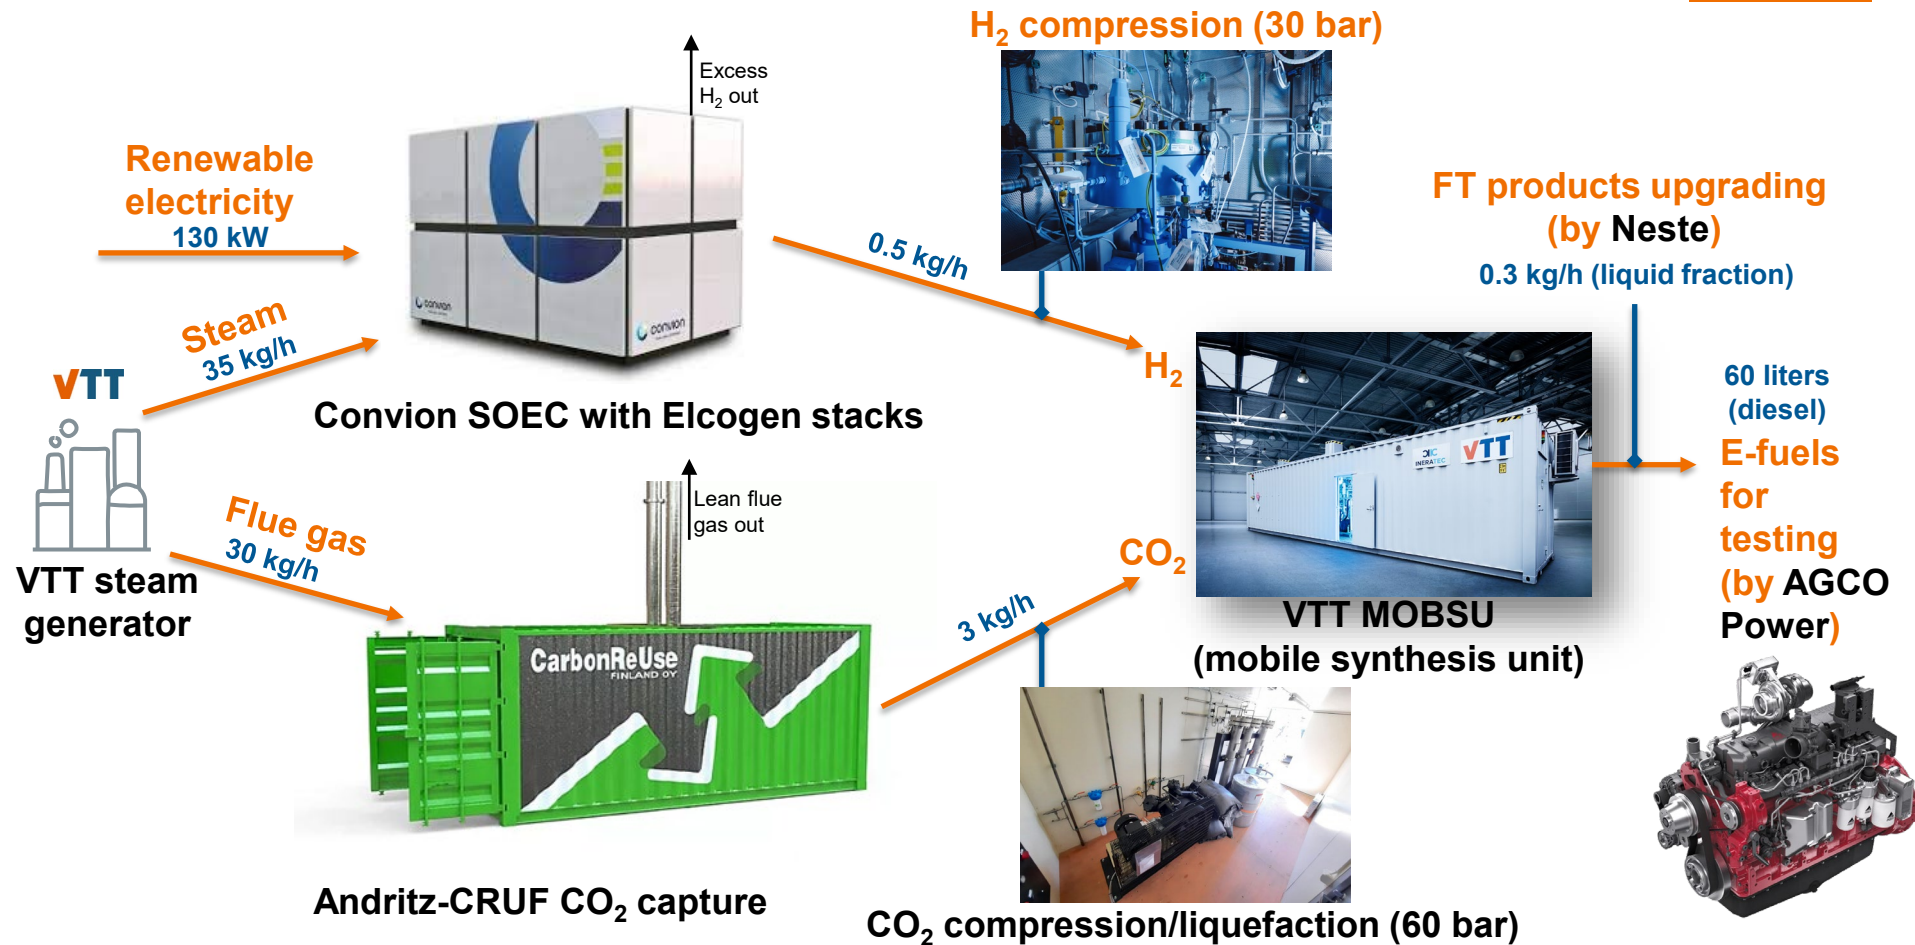 H₂ compression (30 bar)
Excess
H₂ out
Renewable
electricity
130 kW
convion
convion
0.5 kg/h
FT products upgrading
(by Neste)
0.3 kg/h (liquid fraction)
Steam
35 kg/h
VTT
Convion SOEC with Elcogen stacks
H₂
INERATEC
VTT
60 liters
(diesel)
E-fuels
for
testing
(by AGCO
Power)
Lean flue
gas out
Flue gas
30 kg/h
VTT steam
generator
CO₂
3 kg/h
VTT MOBSU
(mobile synthesis unit)
CarbonReUse
FINLAND OY
Andritz-CRUF CO₂ capture
CO₂ compression/liquefaction (60 bar)